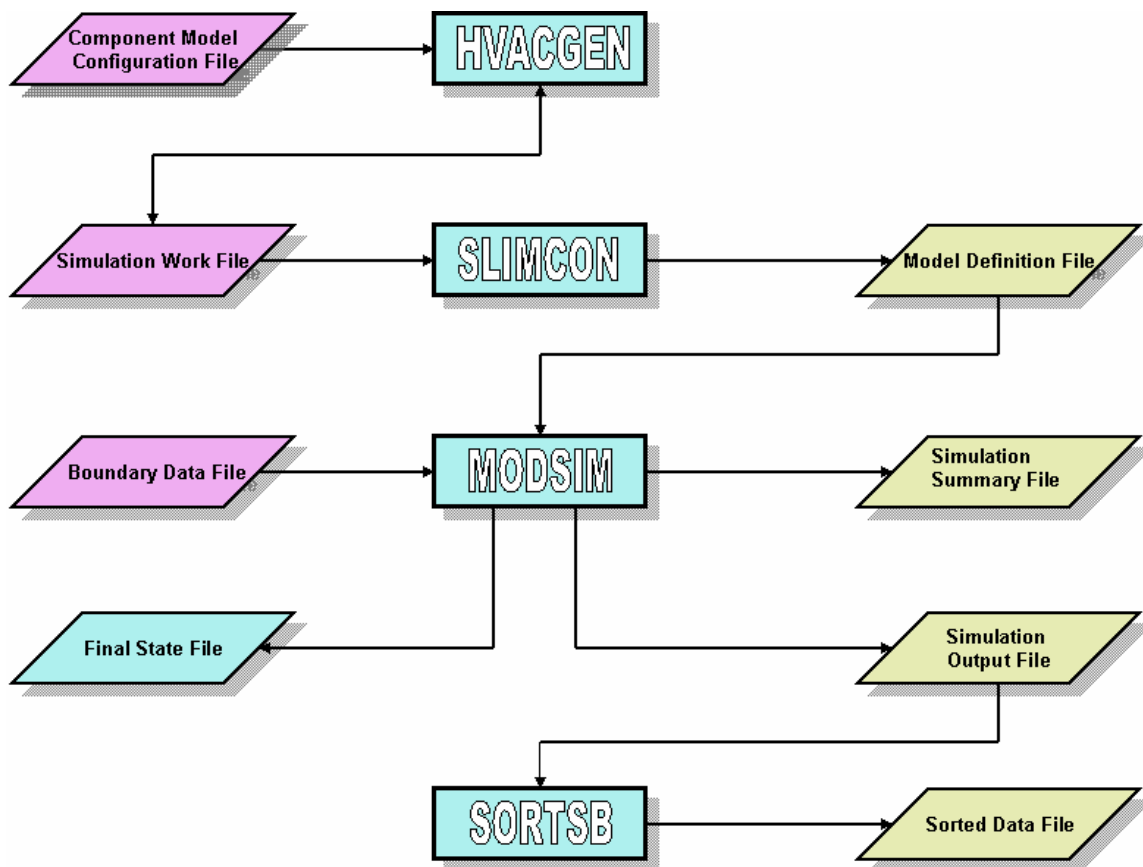 Component Model
Configuration File
HVACGEN
Simulation Work File
SLIMCON
Model Definition File
Boundary Data File
MODSIM
Simulation
Summary File
Final State File
Simulation
Output File
SORTSB
Sorted Data File